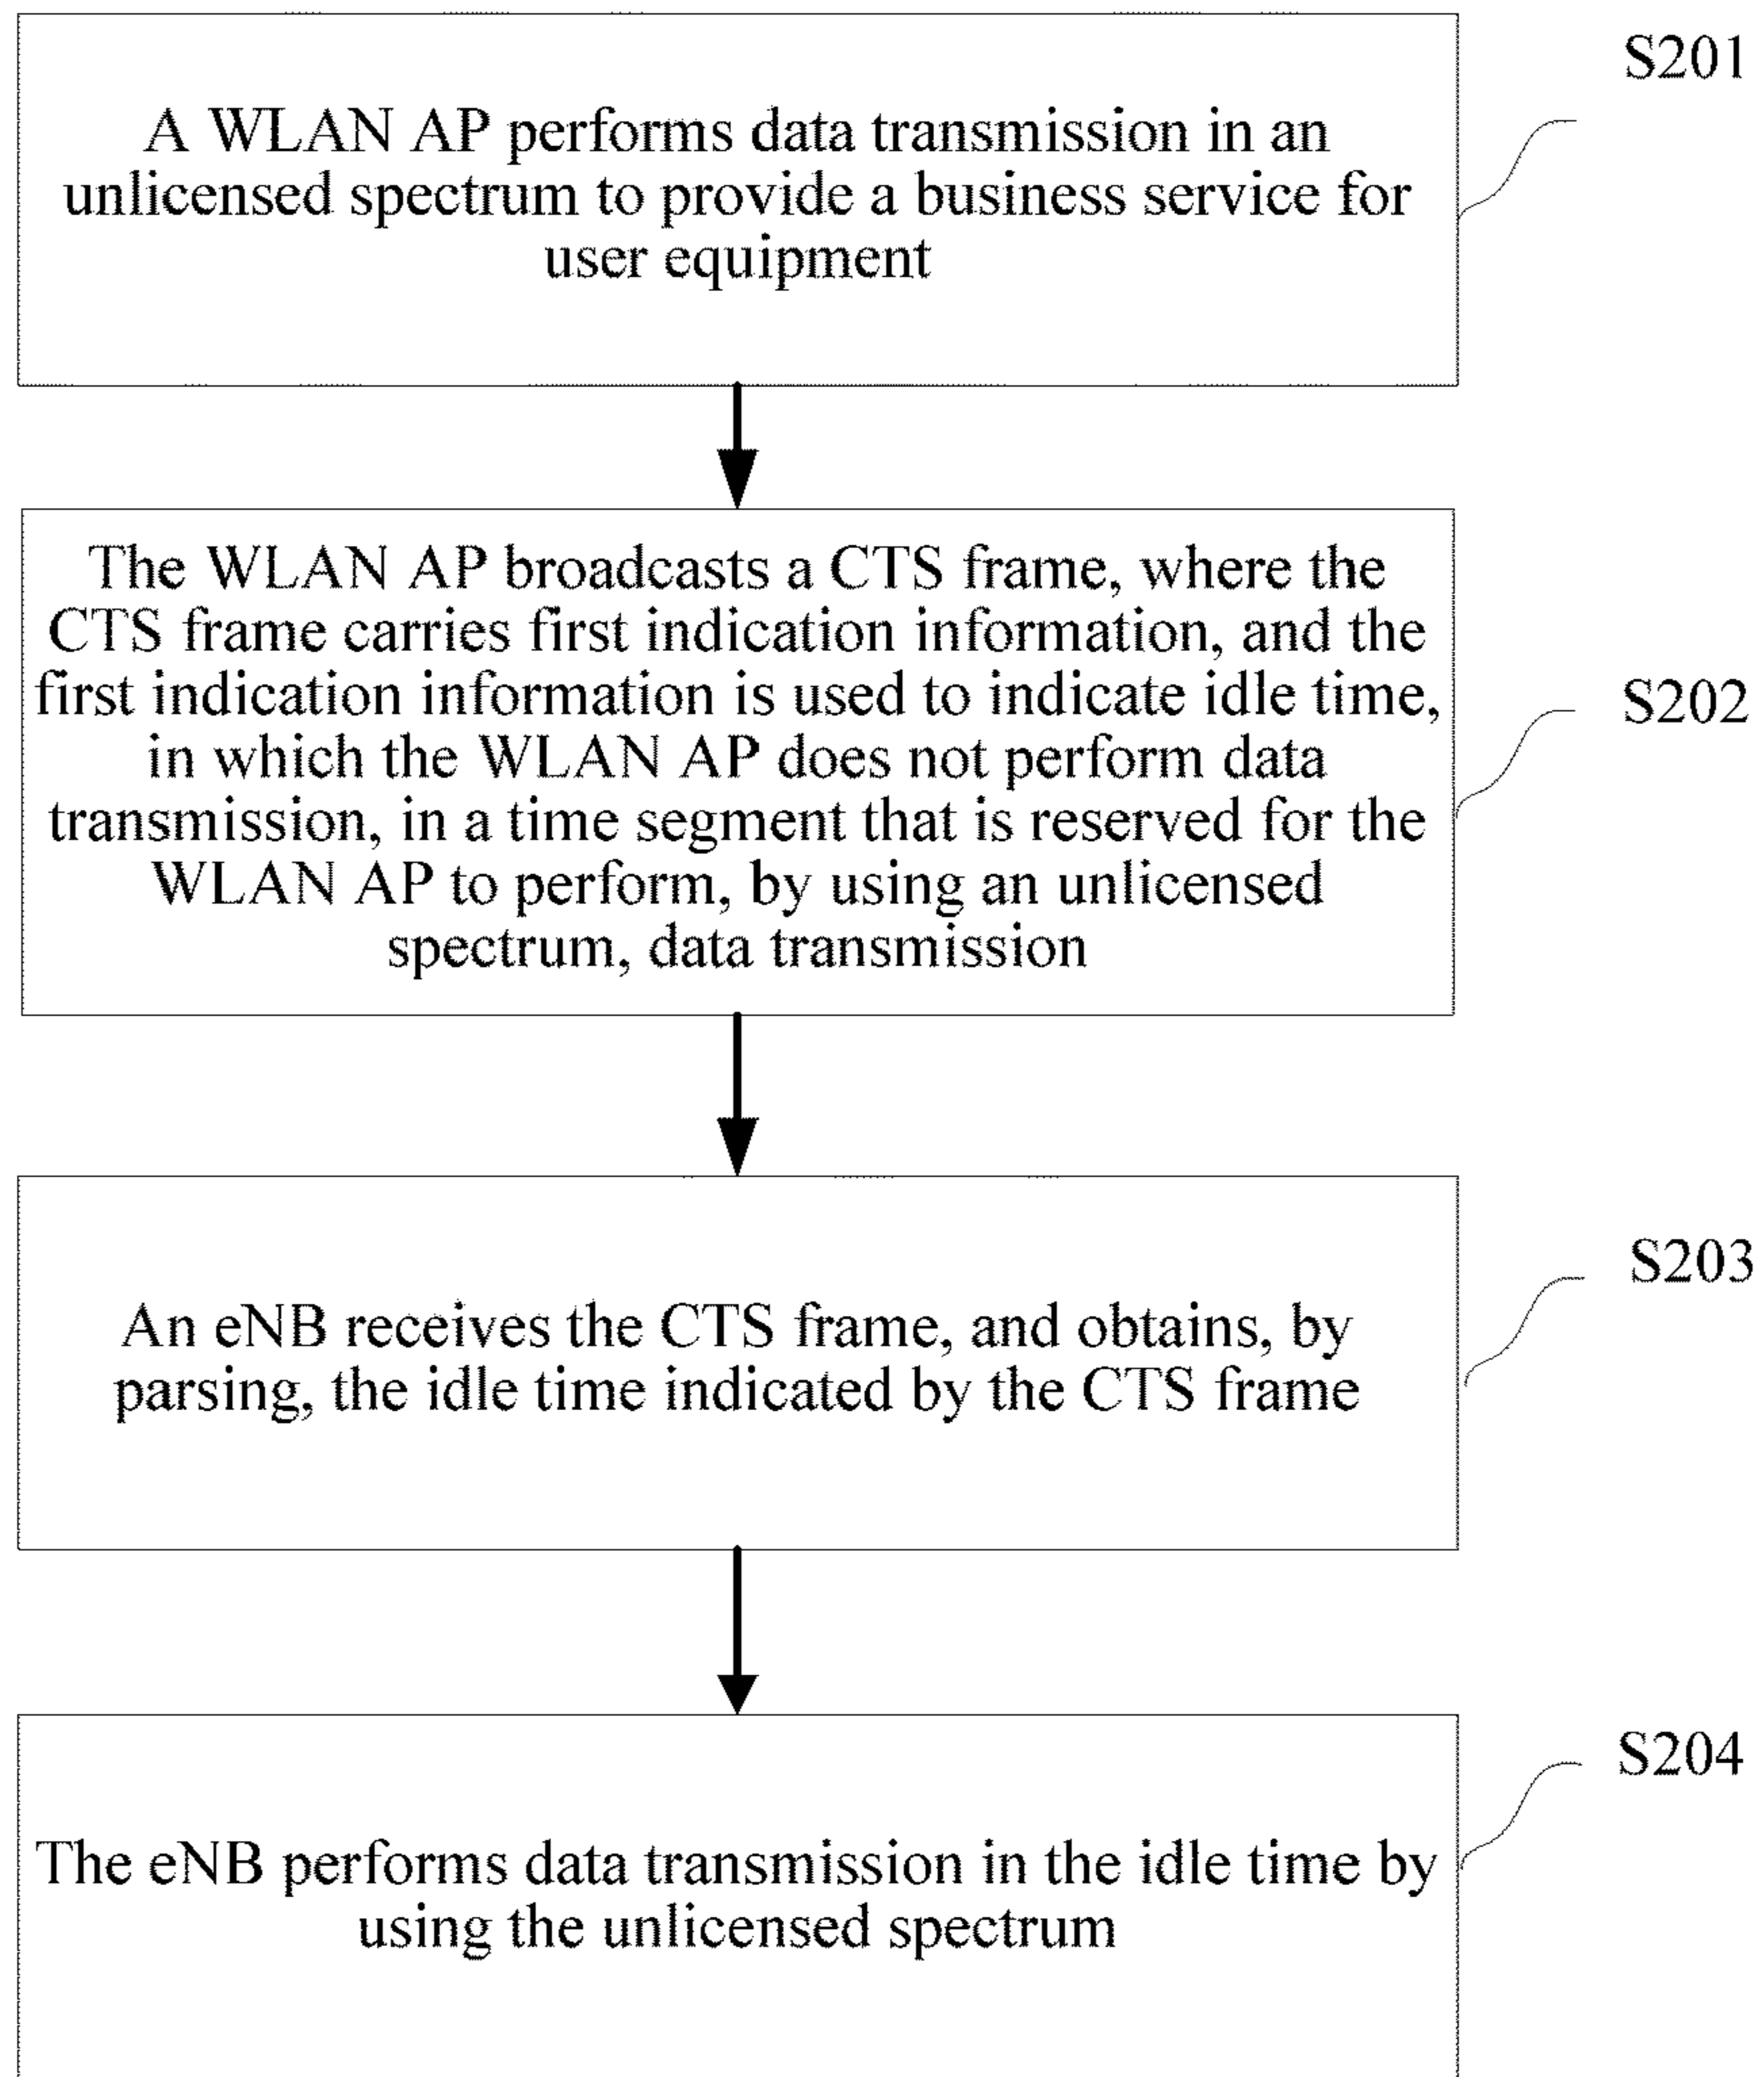 S201
A WLAN AP performs data transmission in an
unlicensed spectrum to provide a business service for
user equipment
The WLAN AP broadcasts a CTS frame, where the
CTS frame carries first indication information, and the
first indication information is used to indicate idle time,
in which the WLAN AP does not perform data
transmission, in a time segment that is reserved for the
WLAN AP to perform, by using an unlicensed
spectrum, data transmission
S202
An eNB receives the CTS frame, and obtains, by
parsing, the idle time indicated by the CTS frame
S203
The eNB performs data transmission in the idle time by
using the unlicensed spectrum
S204